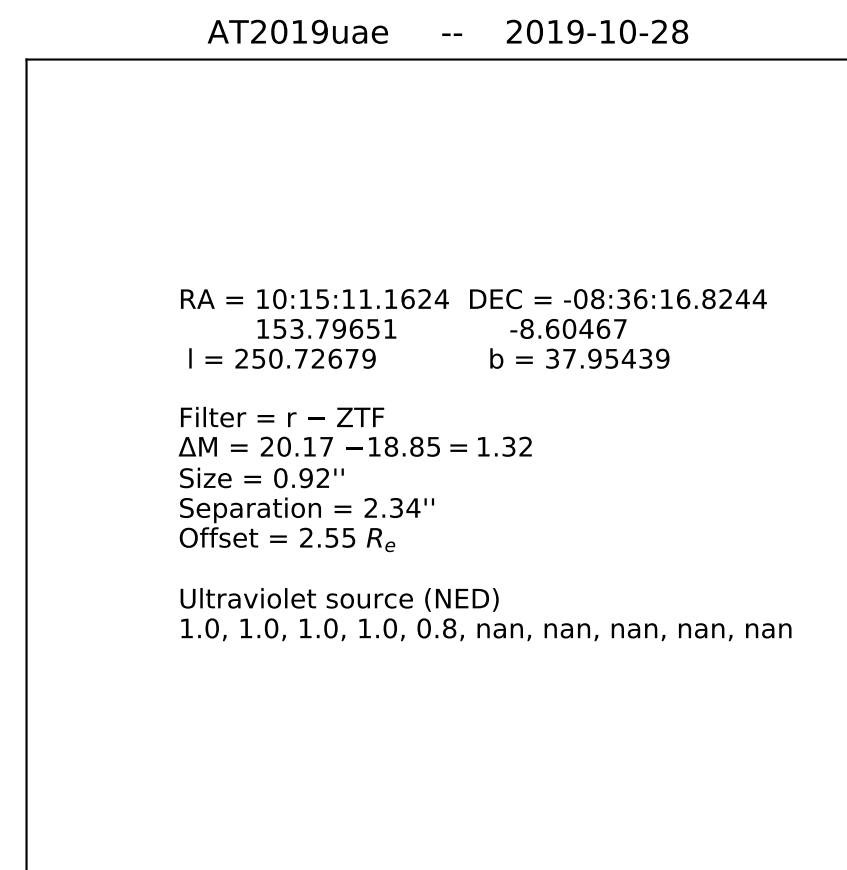 AT2019uae -- 2019-10-28
RA = 10:15:11.1624 DEC = -08:36:16.8244
153.79651 -8.60467
l = 250.72679 b = 37.95439
Filter = r − ZTF
ΔM = 20.17 −18.85 = 1.32
Size = 0.92''
Separation = 2.34''
Offset = 2.55 Rₑ
Ultraviolet source (NED)
1.0, 1.0, 1.0, 1.0, 0.8, nan, nan, nan, nan, nan